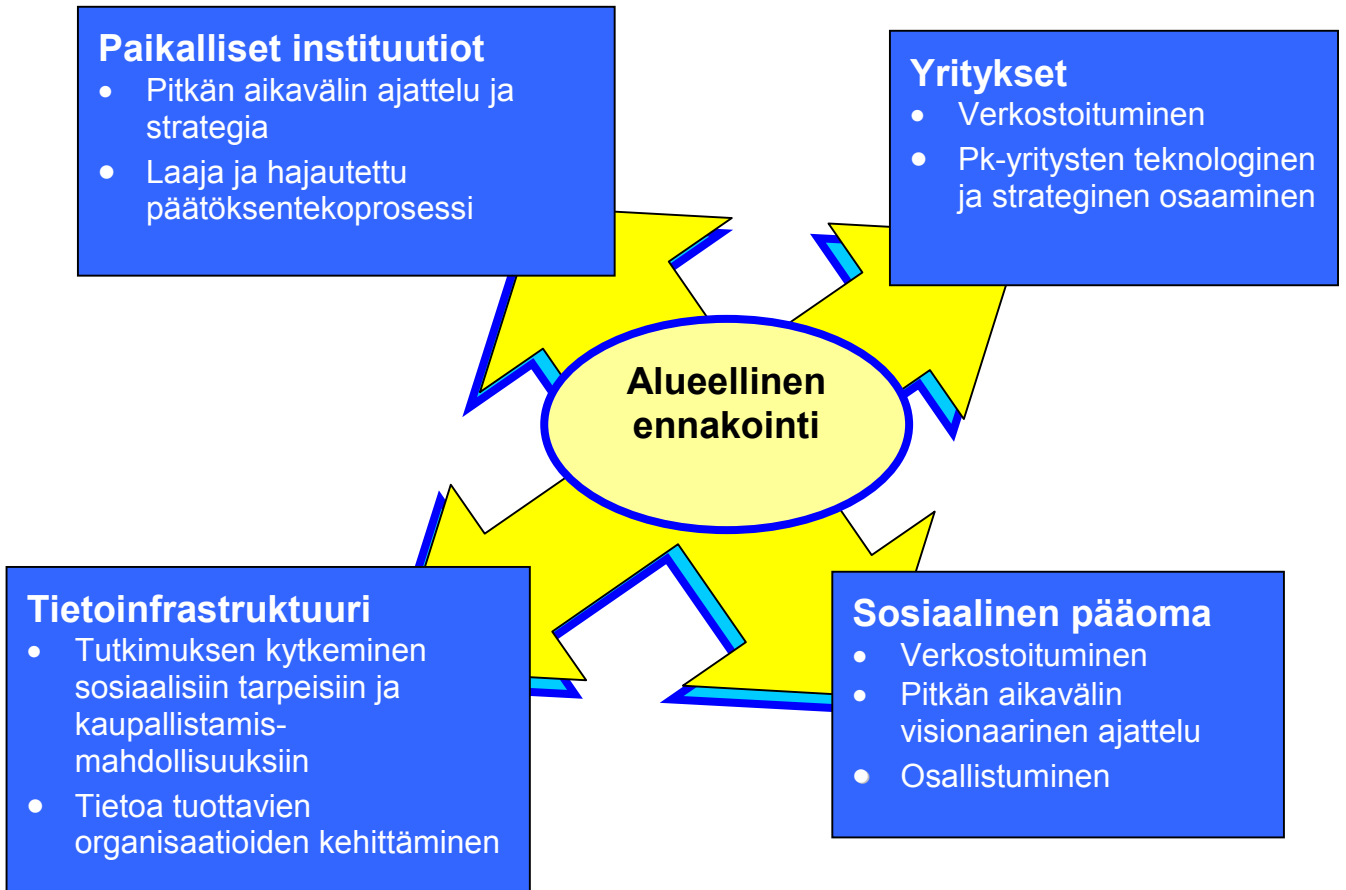 Paikalliset instituutiot
• Pitkän aikavälin ajattelu ja
strategia
• Laaja ja hajautettu
päätöksentekoprosessi
Yritykset
• Verkostoituminen
• Pk-yritysten teknologinen
ja strateginen osaaminen
Alueellinen
ennakointi
Tietoinfrastruktuuri
• Tutkimuksen kytkeminen
sosiaalisiin tarpeisiin ja
kaupallistamis-
mahdollisuuksiin
• Tietoa tuottavien
organisaatioiden kehittäminen
Sosiaalinen pääoma
• Verkostoituminen
• Pitkän aikavälin
visionaarinen ajattelu
• Osallistuminen